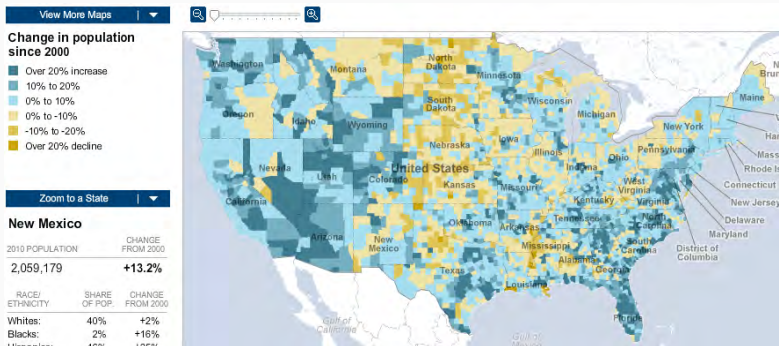 View More Maps
Change in population
since 2000
Over 20% increase
10% to 20%
0% to 10%
0% to -10%
-10% to -20%
Over 20% decline
Zoom to a State
New Mexico
2010 POPULATION
CHANGE
FROM 2000
2,059,179
+13.2%
RACE/
ETHNICITY
SHARE
OF POP.
CHANGE
FROM 2000
Whites:
40%
+2%
Blacks:
2%
+16%
Washington
Montana
North
Dakota
Minnesota
Oregon
Idaho
Wyoming
South
Dakota
Wisconsin
Michigan
New York
Maine
Nevada
Utah
Colorado
Nebraska
Iowa
Illinois
Indiana
Ohio
Pennsylvania
United States
California
Kansas
Missouri
Kentucky
West
Virginia
Virginia
Rhode I
Connecticut
New Jersey
Delaware
Maryland
District of
Columbia
Arizona
New
Mexico
Oklahoma
Arkansas
Tennessee
North
Carolina
South
Carolina
Texas
Louisiana
Mississippi
Alabama
Georgia
Florida
Gulf of
California
Gulf of